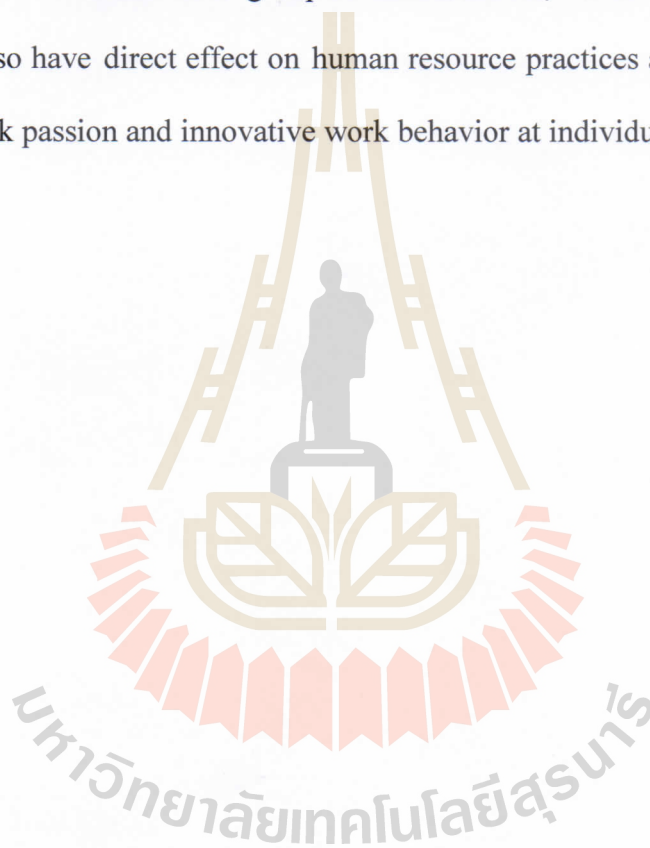 so have direct effect on human resource practices a
k passion and innovative work behavior at individu
มหาวิทยาลัยเทคโนโลยีสุรนารี